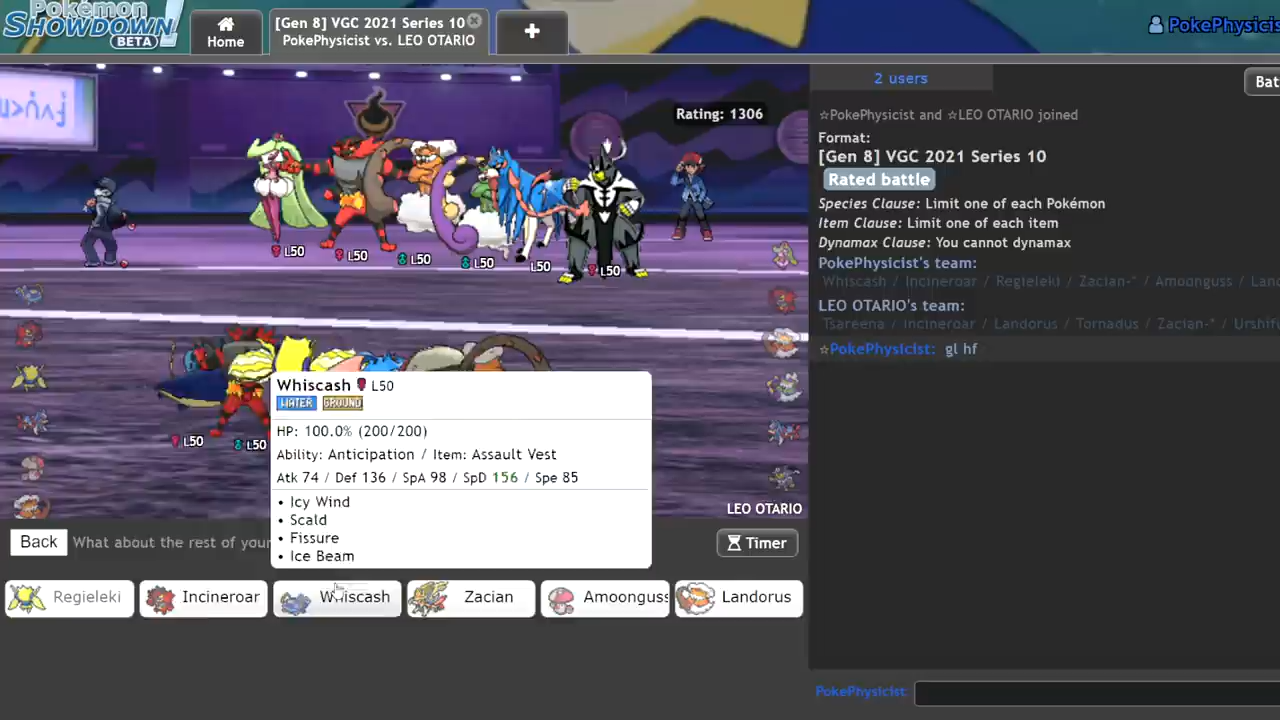 Pokémon
SHOWDOWN!
BETA
Home
[Gen 8] VGC 2021 Series 10
PokePhysicist vs. LEO OTARIO
PokePhysicis
2 users
Bat
Rating: 1306
☆PokePhysicist and ☆LEO OTARIO joined
Format:
[Gen 8] VGC 2021 Series 10
Rated battle
Species Clause: Limit one of each Pokémon
Item Clause: Limit one of each item
Dynamax Clause: You cannot dynamax
PokePhysicist's team:
Whiscash / Incineroar / Regieleki / Zacian-* / Amoonguss / Land
LEO OTARIO's team:
Tsareena / Incineroar / Landorus / Tornadus / Zacian-* / Urshif
☆PokePhysicist: gl hf
L50
L50
L50
L50
L50
L50
L50
L50
Whiscash L50
WATER GROUND
HP: 100.0% (200/200)
Ability: Anticipation / Item: Assault Vest
Atk 74 / Def 136 / SpA 98 / SpD 156 / Spe 85
• Icy Wind
• Scald
• Fissure
• Ice Beam
LEO OTARIO
Back What about the rest of your
Timer
Regieleki Incineroar Whiscash Zacian Amoonguss Landorus
PokePhysicist: